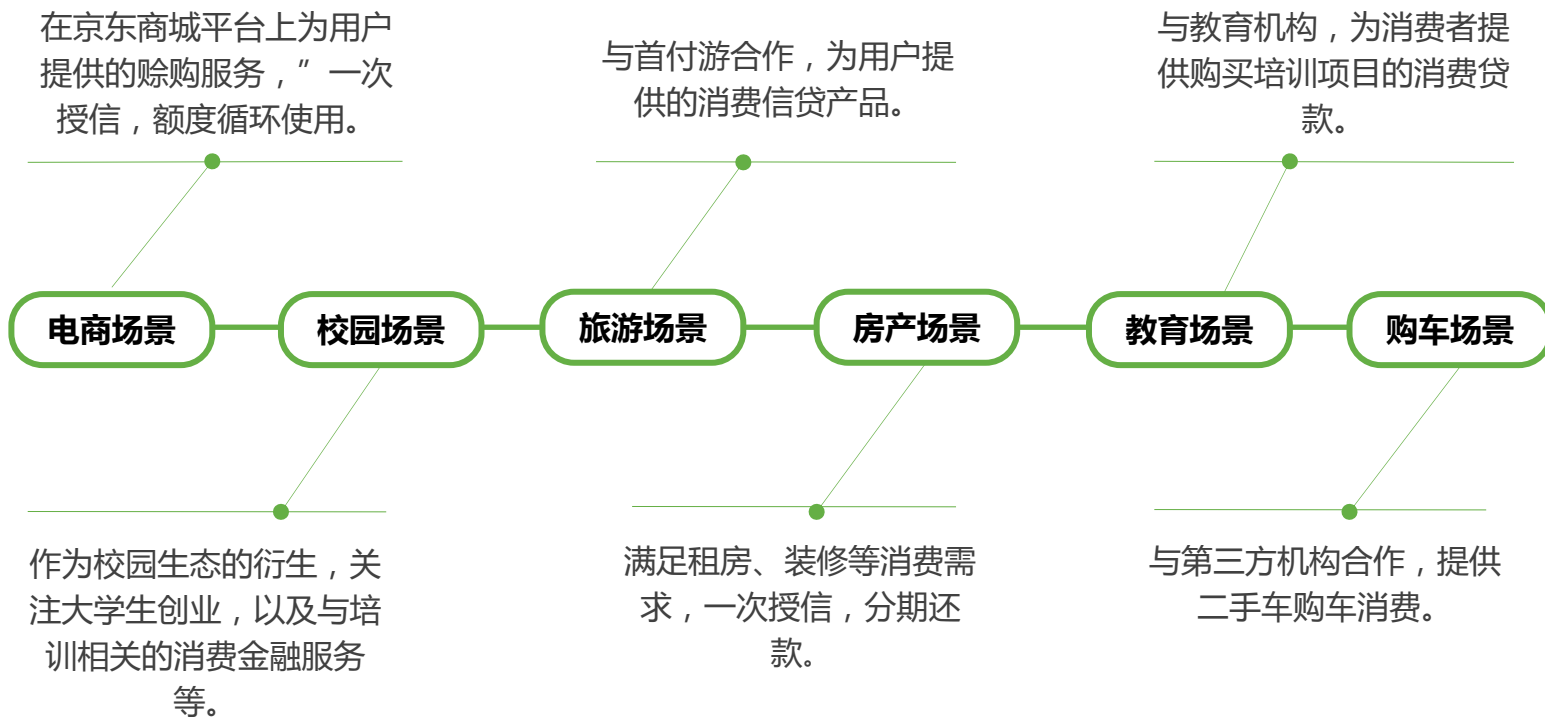 在京东商城平台上为用户
提供的赊购服务，”一次
授信，额度循环使用。
与首付游合作，为用户提
供的消费信贷产品。
与教育机构，为消费者提
供购买培训项目的消费贷
款。
电商场景
校园场景
旅游场景
房产场景
教育场景
购车场景
作为校园生态的衍生，关
注大学生创业，以及与培
训相关的消费金融服务
等。
满足租房、装修等消费需
求，一次授信，分期还
款。
与第三方机构合作，提供
二手车购车消费。